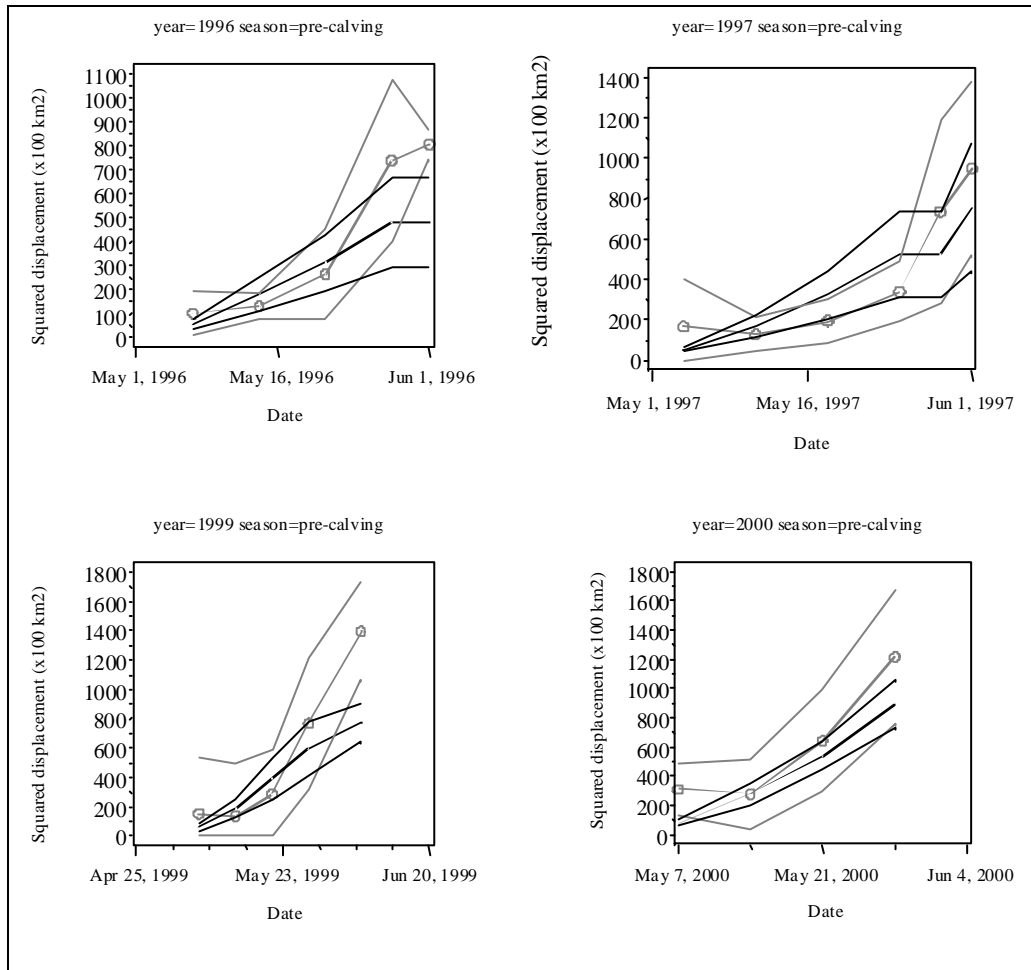 year=1996 season=pre-calving
Squared displacement (x100 km2)
1100
1000
900
800
700
600
500
400
300
200
100
0
May 1, 1996 May 16, 1996 Jun 1, 1996
Date
year=1997 season=pre-calving
Squared displacement (x100 km2)
1400
1200
1000
800
600
400
200
0
May 1, 1997 May 16, 1997 Jun 1, 1997
Date
year=1999 season=pre-calving
Squared displacement (x100 km2)
1800
1600
1400
1200
1000
800
600
400
200
0
Apr 25, 1999 May 23, 1999 Jun 20, 1999
Date
year=2000 season=pre-calving
Squared displacement (x100 km2)
1800
1600
1400
1200
1000
800
600
400
200
0
May 7, 2000 May 21, 2000 Jun 4, 2000
Date